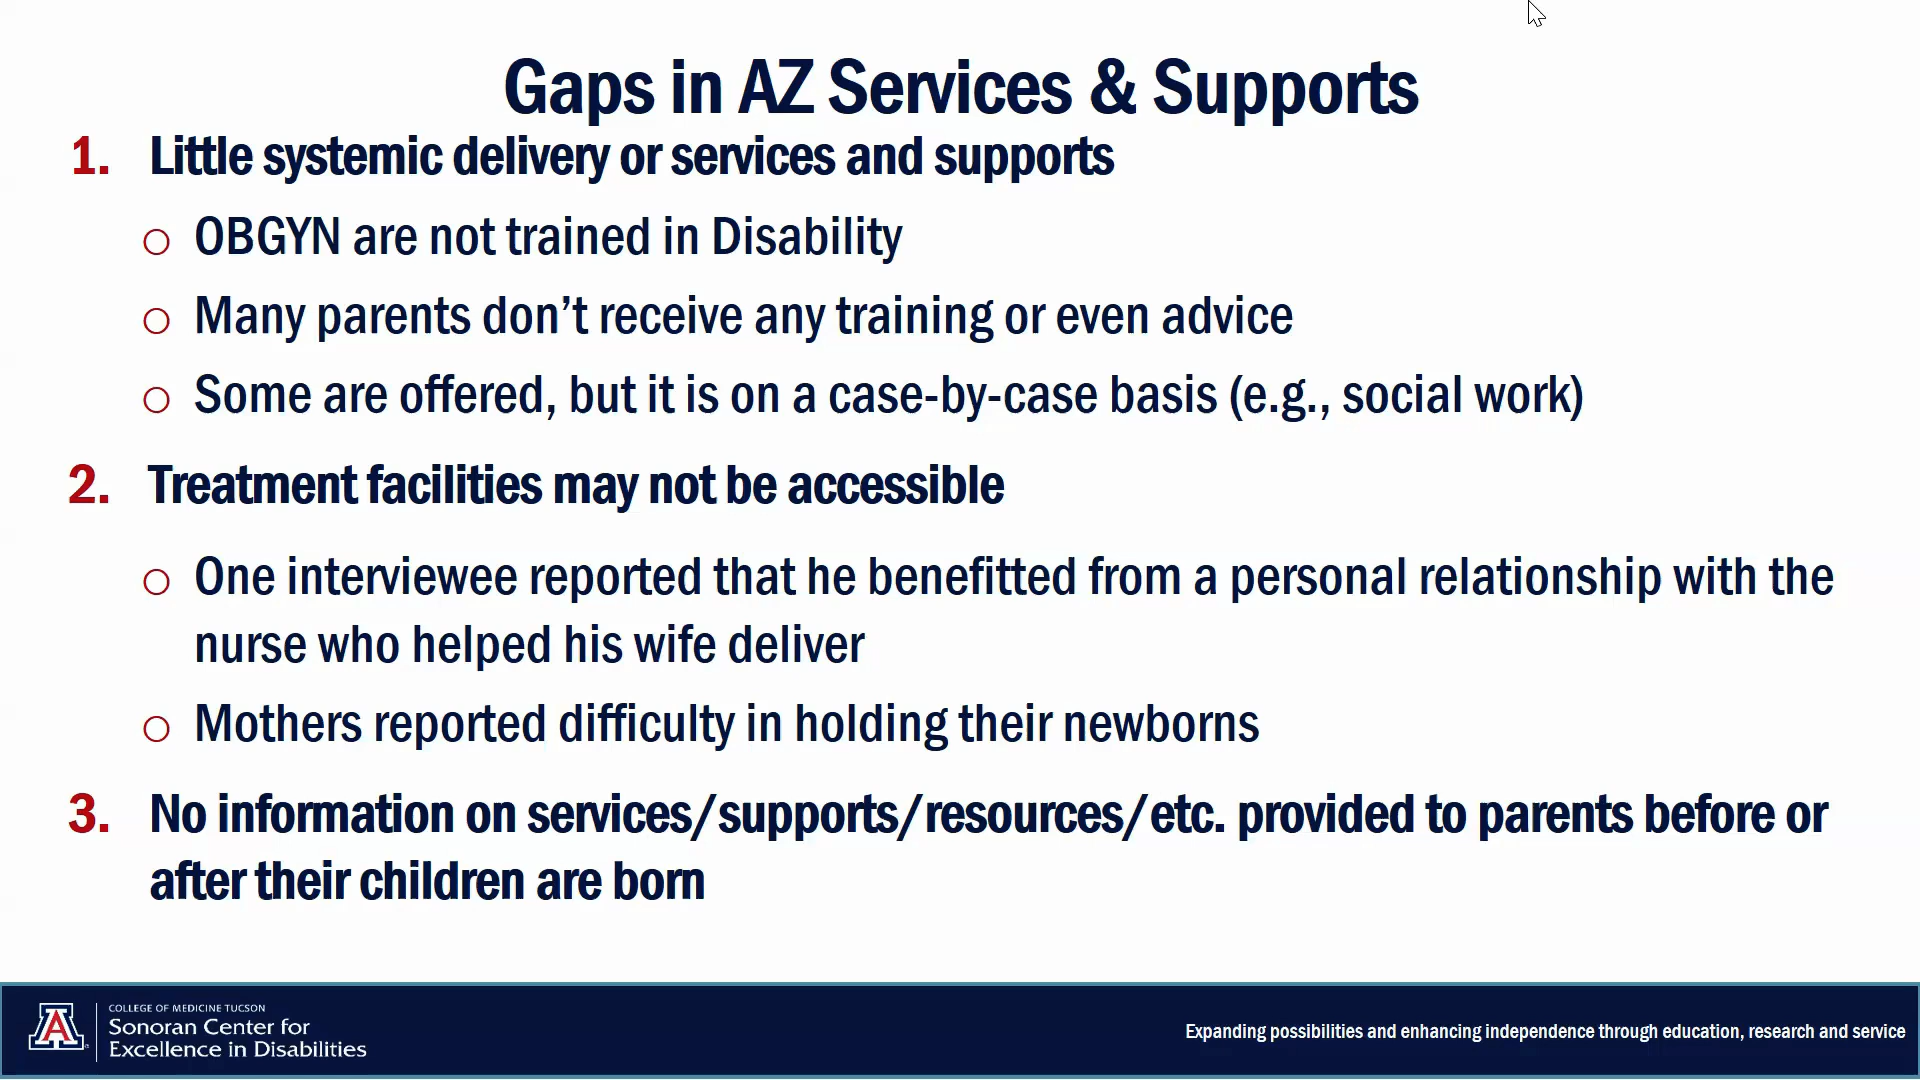 Gaps in AZ Services & Supports
1. Little systemic delivery or services and supports
○ OBGYN are not trained in Disability
○ Many parents don’t receive any training or even advice
○ Some are offered, but it is on a case-by-case basis (e.g., social work)
2. Treatment facilities may not be accessible
○ One interviewee reported that he benefitted from a personal relationship with the
nurse who helped his wife deliver
○ Mothers reported difficulty in holding their newborns
3. No information on services/supports/resources/etc. provided to parents before or
after their children are born
A
COLLEGE OF MEDICINE TUCSON
Sonoran Center for
Excellence in Disabilities
Expanding possibilities and enhancing independence through education, research and service